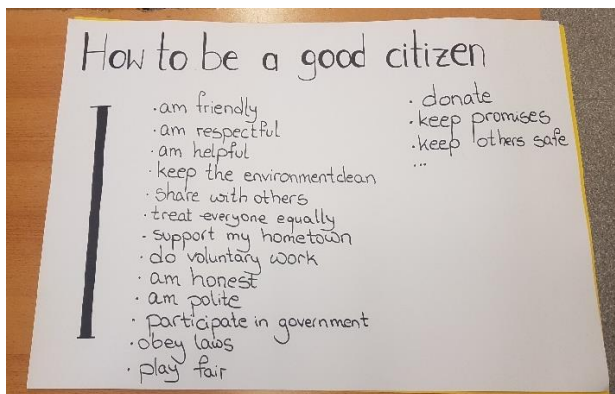 How to be a good citizen
I
· am friendly
· am respectful
· am helpful
· keep the environmentclean
· share with others
· treat everyone equally
· support my hometown
· do voluntary work
· am honest
· am polite
· participate in government
· obey laws
· play fair
· donate
· keep promises
· keep others safe
...